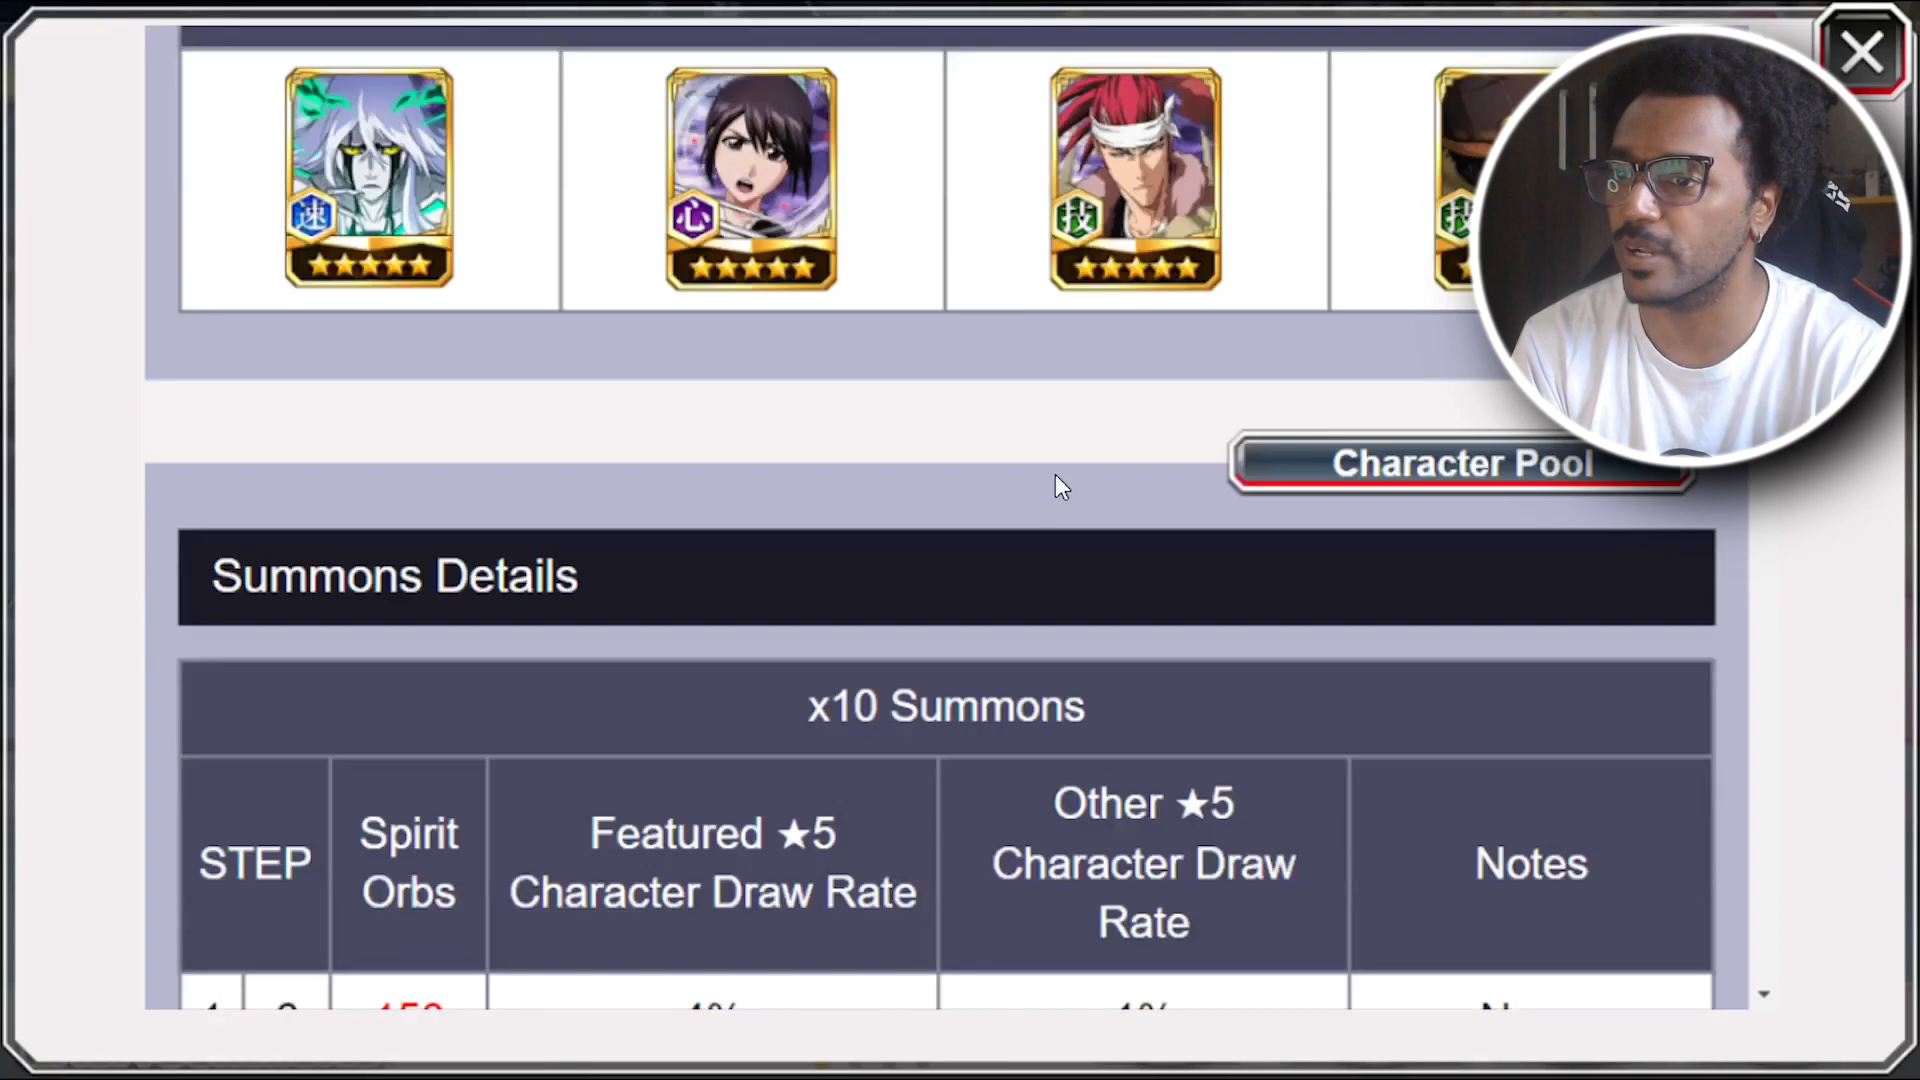 速
心
技
技
Character Pool
Summons Details
x10 Summons
STEP
Spirit
Orbs
Featured ★5
Character Draw Rate
Other ★5
Character Draw
Rate
Notes